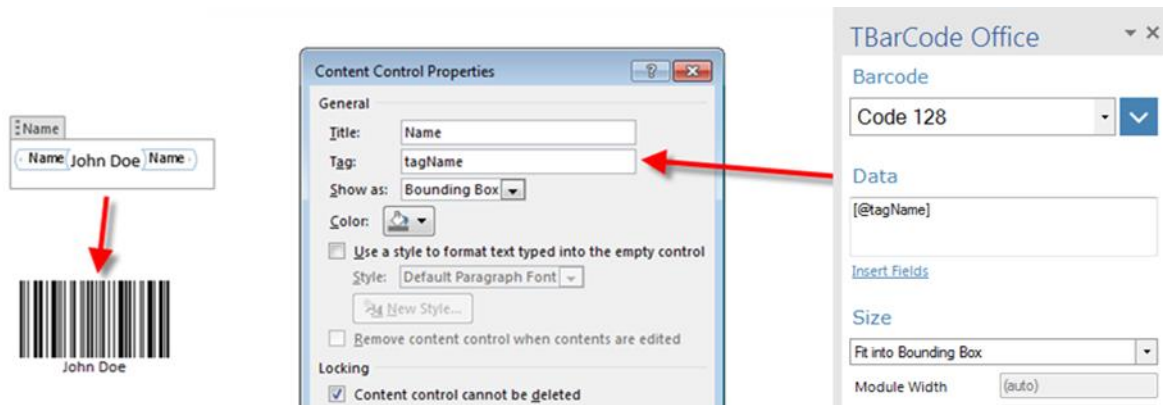 Name
Name John Doe Name
John Doe
Content Control Properties
General
Title: Name
Tag: tagName
Show as: Bounding Box
Color:
Use a style to format text typed into the empty control
Style: Default Paragraph Font
New Style...
Remove content control when contents are edited
Locking
Content control cannot be deleted
TBarCode Office
Barcode
Code 128
Data
[@tagName]
Insert Fields
Size
Fit into Bounding Box
Module Width (auto)